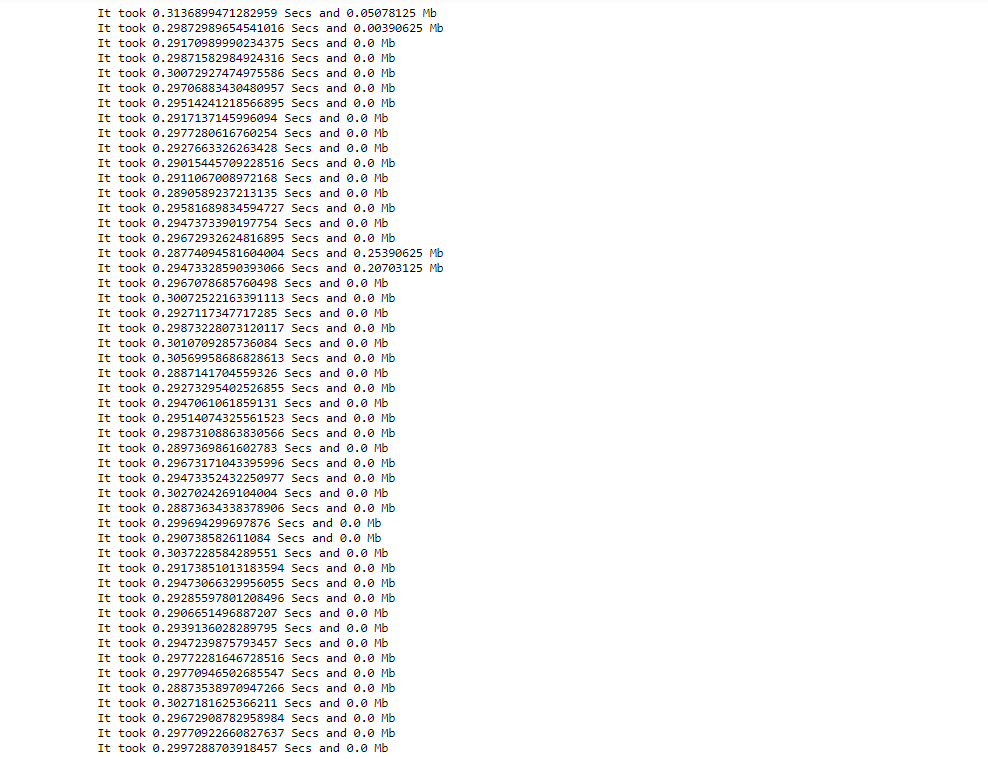 It took 0.3136899471282959 Secs and 0.05078125 Mb
It took 0.29872989654541016 Secs and 0.00390625 Mb
It took 0.29170989990234375 Secs and 0.0 Mb
It took 0.29871582984924316 Secs and 0.0 Mb
It took 0.30072927474975586 Secs and 0.0 Mb
It took 0.29706883430480957 Secs and 0.0 Mb
It took 0.29514241218566895 Secs and 0.0 Mb
It took 0.2917137145996094 Secs and 0.0 Mb
It took 0.2977280616760254 Secs and 0.0 Mb
It took 0.2927663326263428 Secs and 0.0 Mb
It took 0.29015445709228516 Secs and 0.0 Mb
It took 0.2911067008972168 Secs and 0.0 Mb
It took 0.2890589237213135 Secs and 0.0 Mb
It took 0.29581689834594727 Secs and 0.0 Mb
It took 0.2947373390197754 Secs and 0.0 Mb
It took 0.29672932624816895 Secs and 0.0 Mb
It took 0.28774094581604004 Secs and 0.25390625 Mb
It took 0.29473328590393066 Secs and 0.20703125 Mb
It took 0.2967078685760498 Secs and 0.0 Mb
It took 0.30072522163391113 Secs and 0.0 Mb
It took 0.2927117347717285 Secs and 0.0 Mb
It took 0.29873228073120117 Secs and 0.0 Mb
It took 0.3010709285736084 Secs and 0.0 Mb
It took 0.30569958686828613 Secs and 0.0 Mb
It took 0.2887141704559326 Secs and 0.0 Mb
It took 0.29273295402526855 Secs and 0.0 Mb
It took 0.2947061061859131 Secs and 0.0 Mb
It took 0.29514074325561523 Secs and 0.0 Mb
It took 0.29873108863830566 Secs and 0.0 Mb
It took 0.2897369861602783 Secs and 0.0 Mb
It took 0.29673171043395996 Secs and 0.0 Mb
It took 0.29473352432250977 Secs and 0.0 Mb
It took 0.3027024269104004 Secs and 0.0 Mb
It took 0.28873634338378906 Secs and 0.0 Mb
It took 0.299694299697876 Secs and 0.0 Mb
It took 0.290738582611084 Secs and 0.0 Mb
It took 0.3037228584289551 Secs and 0.0 Mb
It took 0.29173851013183594 Secs and 0.0 Mb
It took 0.29473066329956055 Secs and 0.0 Mb
It took 0.29285597801208496 Secs and 0.0 Mb
It took 0.2906651496887207 Secs and 0.0 Mb
It took 0.2939136028289795 Secs and 0.0 Mb
It took 0.2947239875793457 Secs and 0.0 Mb
It took 0.29772281646728516 Secs and 0.0 Mb
It took 0.29770946502685547 Secs and 0.0 Mb
It took 0.28873538970947266 Secs and 0.0 Mb
It took 0.3027181625366211 Secs and 0.0 Mb
It took 0.29672908782958984 Secs and 0.0 Mb
It took 0.29770922660827637 Secs and 0.0 Mb
It took 0.2997288703918457 Secs and 0.0 Mb